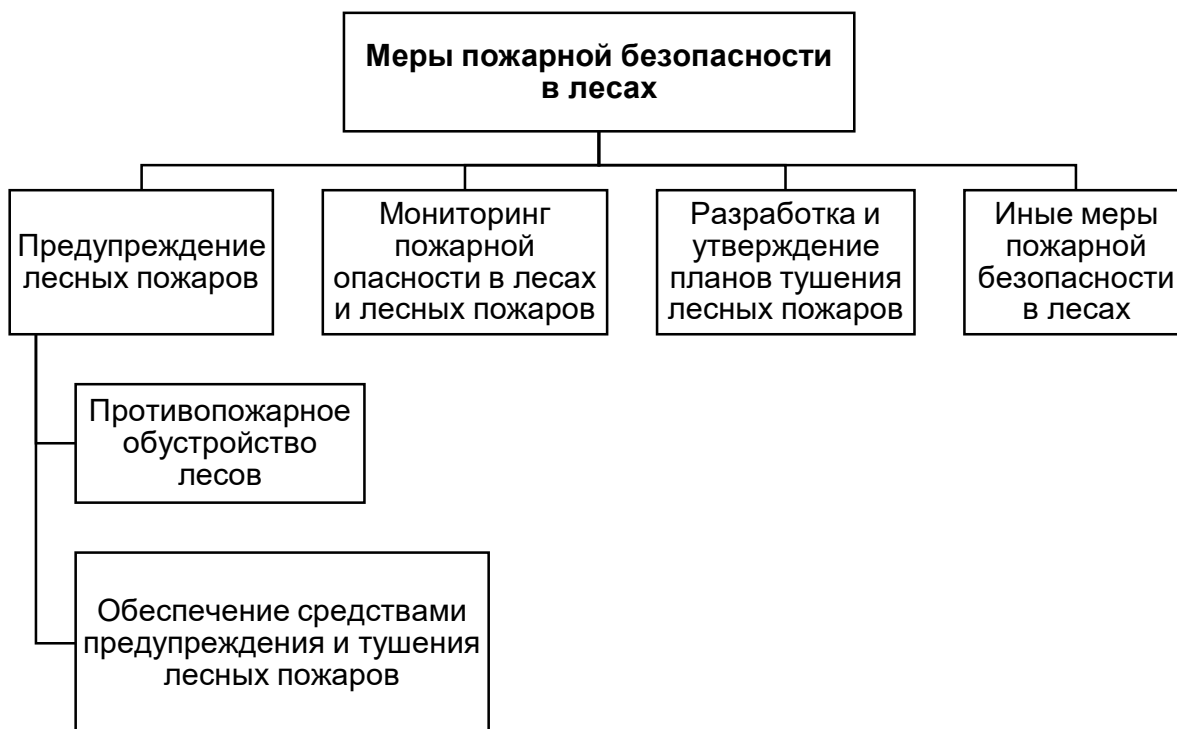 Меры пожарной безопасности
в лесах
Предупреждение
лесных пожаров
Мониторинг
пожарной
опасности в лесах
и лесных пожаров
Разработка и
утверждение
планов тушения
лесных пожаров
Иные меры
пожарной
безопасности
в лесах
Противопожарное
обустройство
лесов
Обеспечение средствами
предупреждения и тушения
лесных пожаров